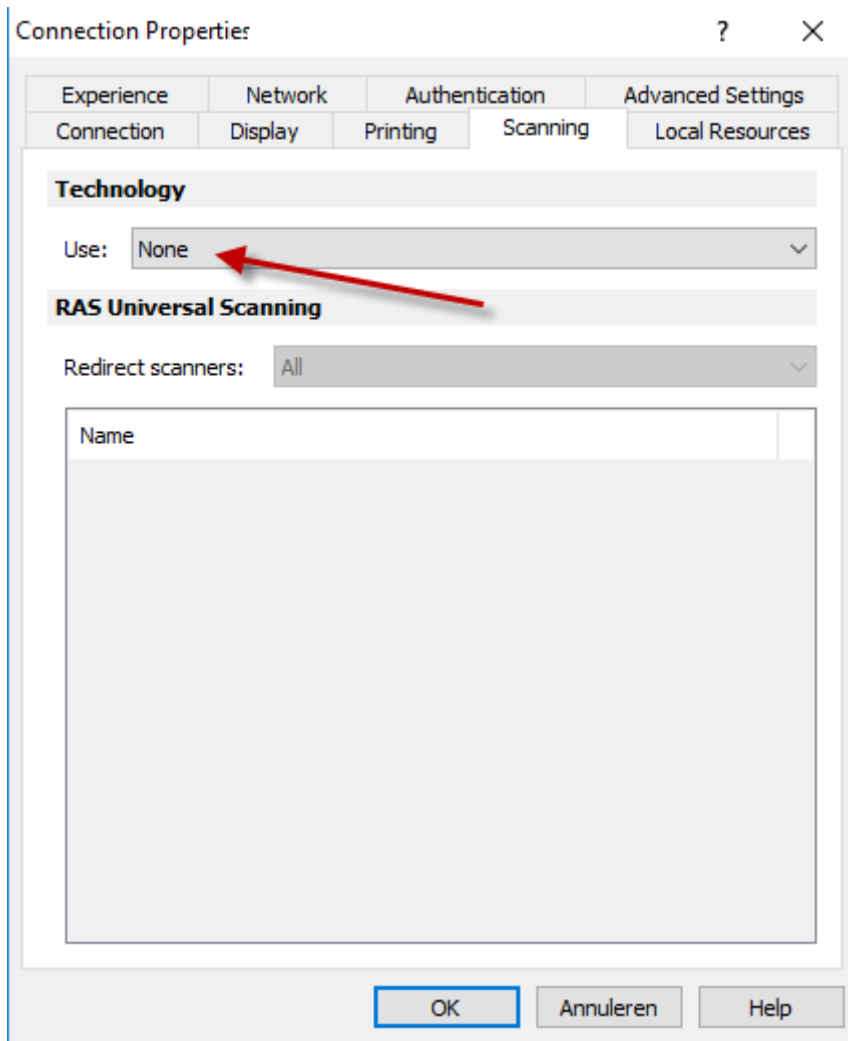 Connection Properties
Experience Network Authentication Advanced Settings
Connection Display Printing Scanning Local Resources
Technology
Use: None
RAS Universal Scanning
Redirect scanners: All
Name
OK Annuleren Help